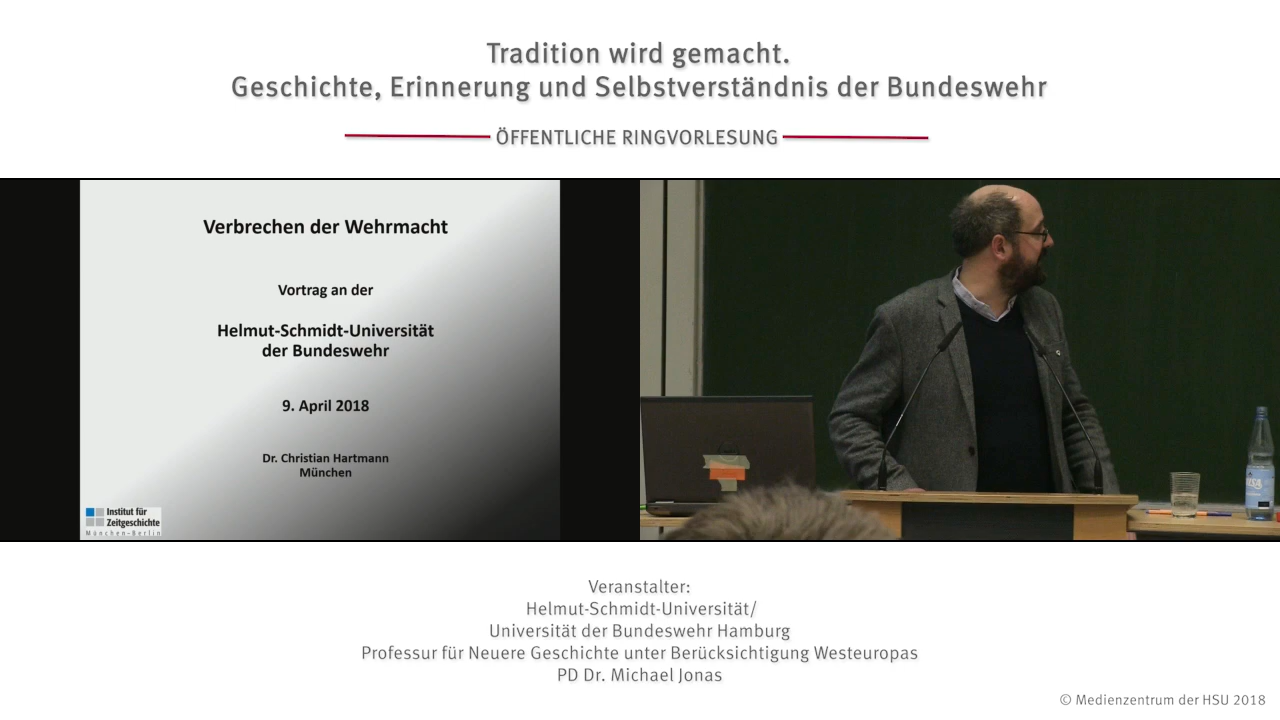 Tradition wird gemacht.
Geschichte, Erinnerung und Selbstverständnis der Bundeswehr
ÖFFENTLICHE RINGVORLESUNG
Verbrechen der Wehrmacht
Vortrag an der
Helmut-Schmidt-Universität
der Bundeswehr
9. April 2018
Dr. Christian Hartmann
München
Institut für
Zeitgeschichte
München–Berlin
Veranstalter:
Helmut-Schmidt-Universität/
Universität der Bundeswehr Hamburg
Professur für Neuere Geschichte unter Berücksichtigung Westeuropas
PD Dr. Michael Jonas
© Medienzentrum der HSU 2018